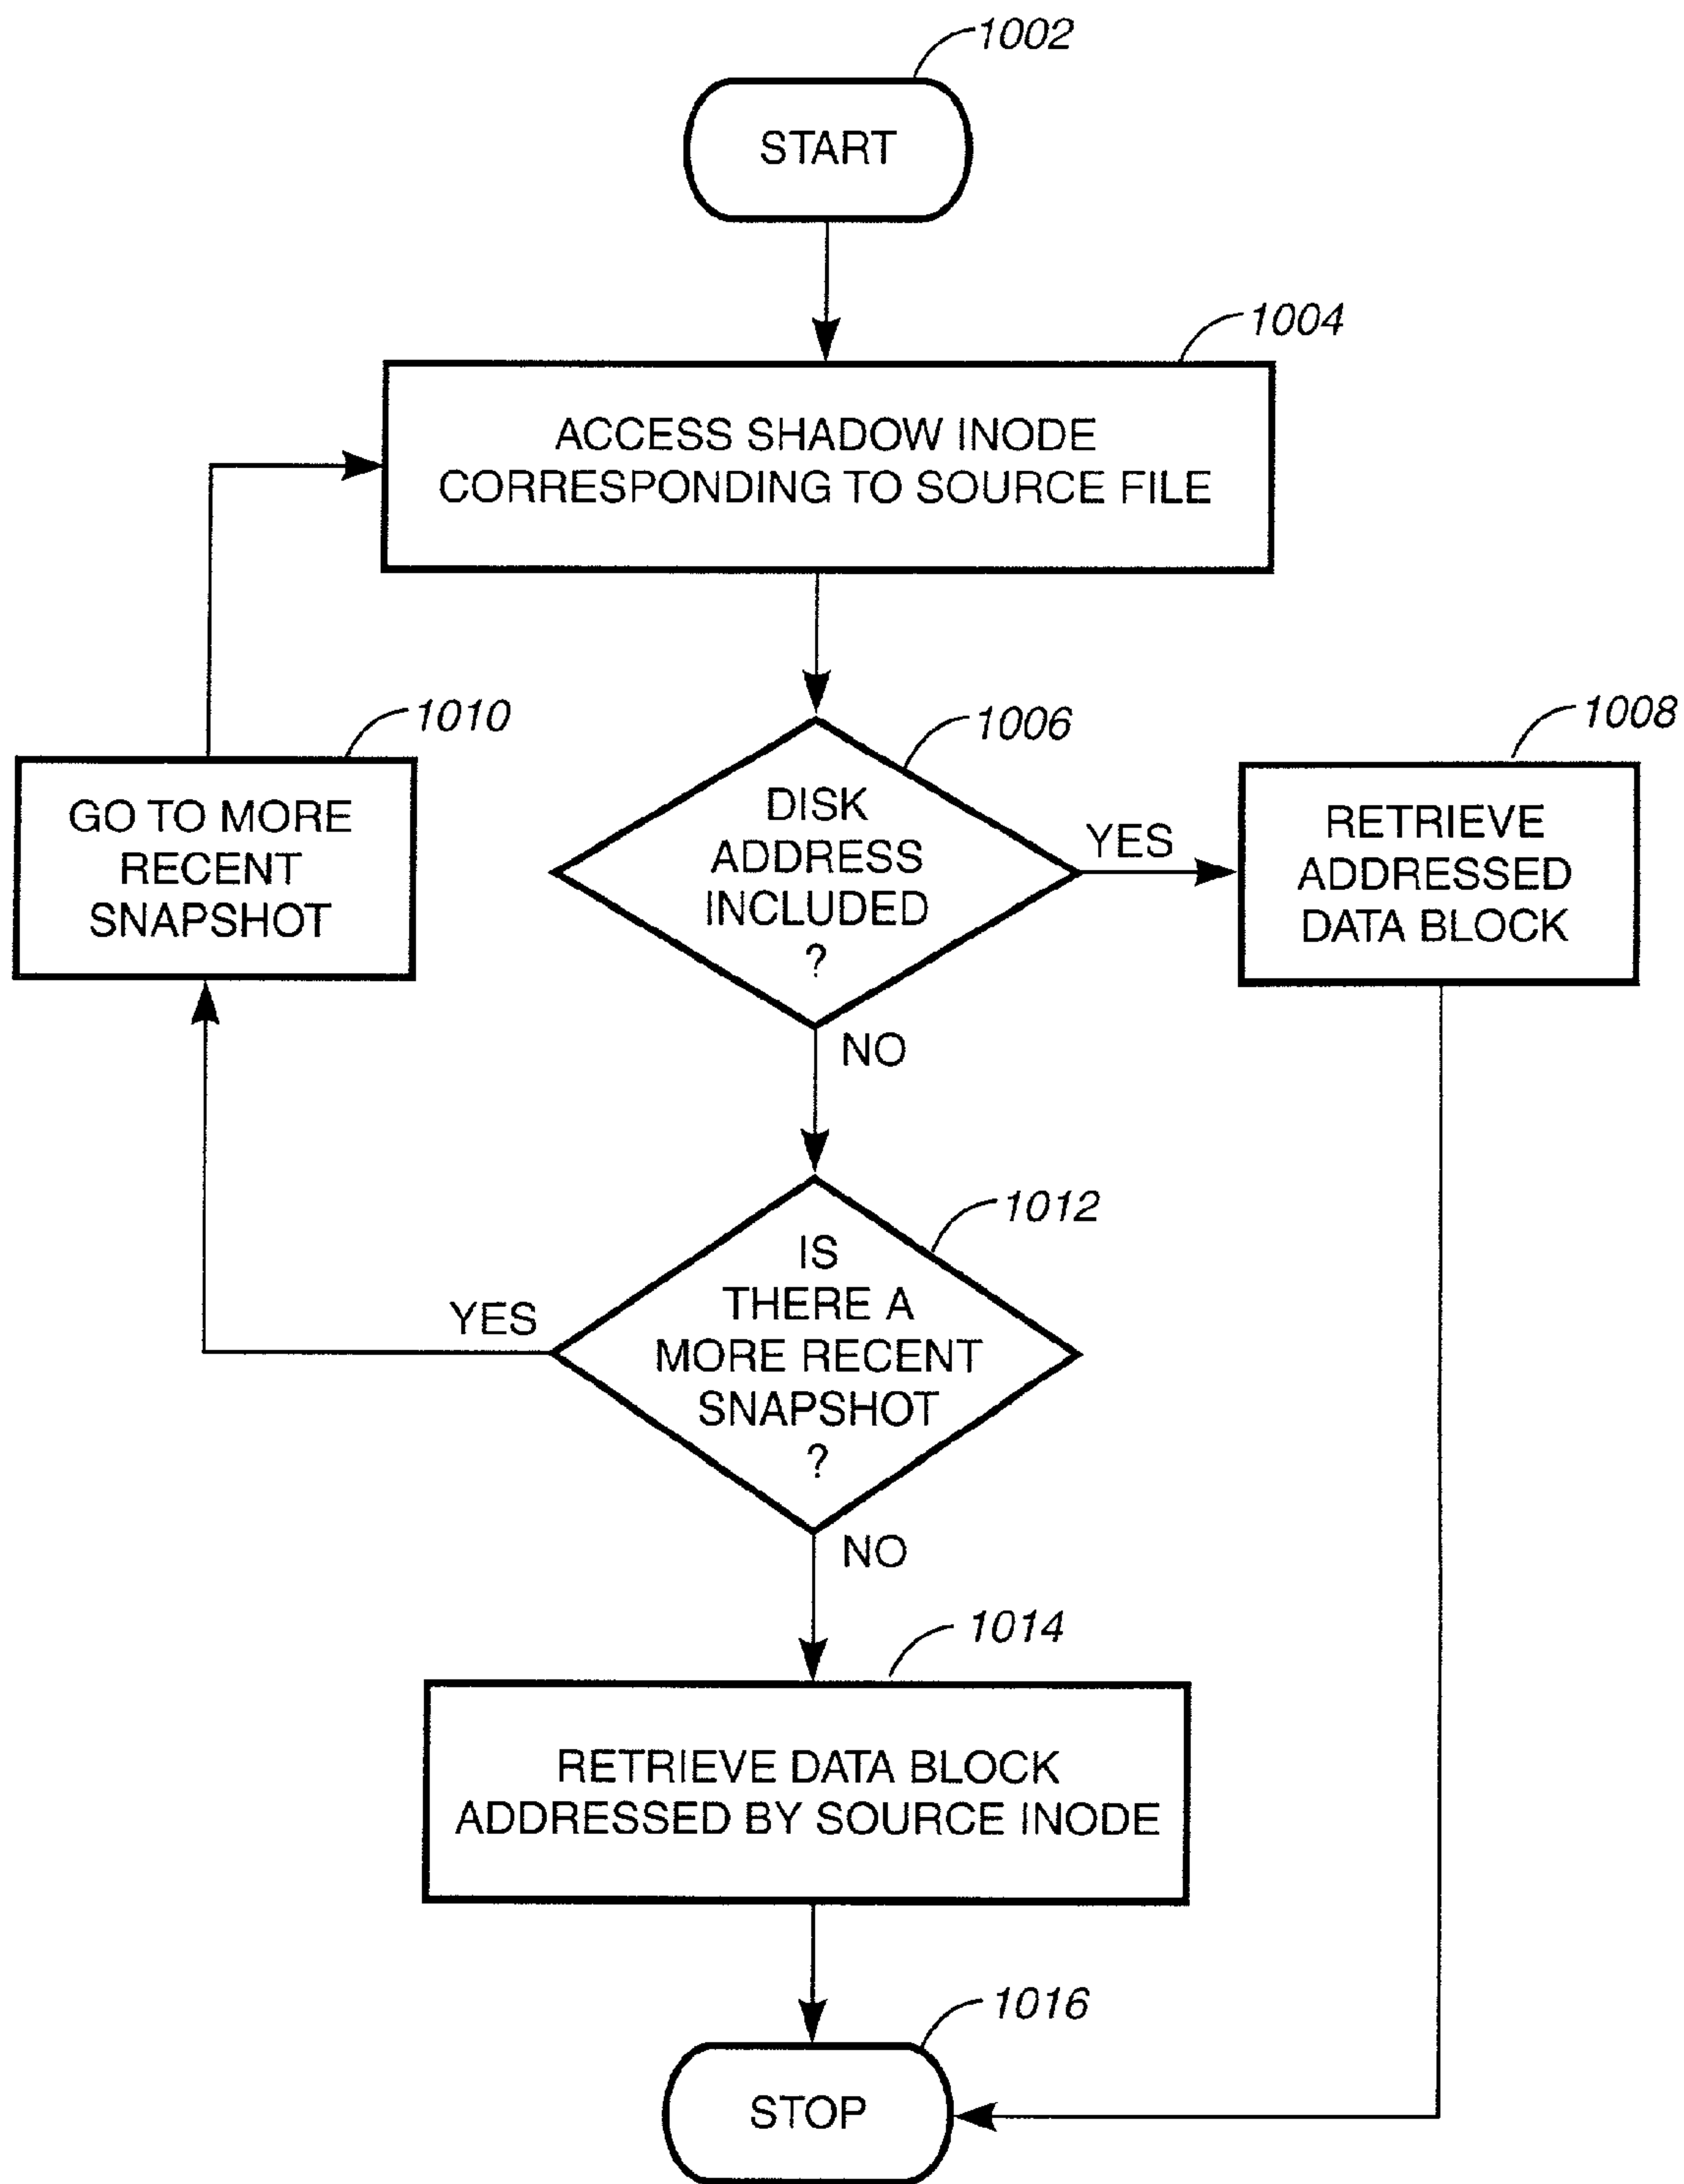 1002
START
1004
ACCESS SHADOW INODE
CORRESPONDING TO SOURCE FILE
1010
GO TO MORE
RECENT
SNAPSHOT
1006
DISK
ADDRESS
INCLUDED
?
YES
1008
RETRIEVE
ADDRESSED
DATA BLOCK
NO
1012
IS
THERE A
MORE RECENT
SNAPSHOT
?
YES
NO
1014
RETRIEVE DATA BLOCK
ADDRESSED BY SOURCE INODE
1016
STOP